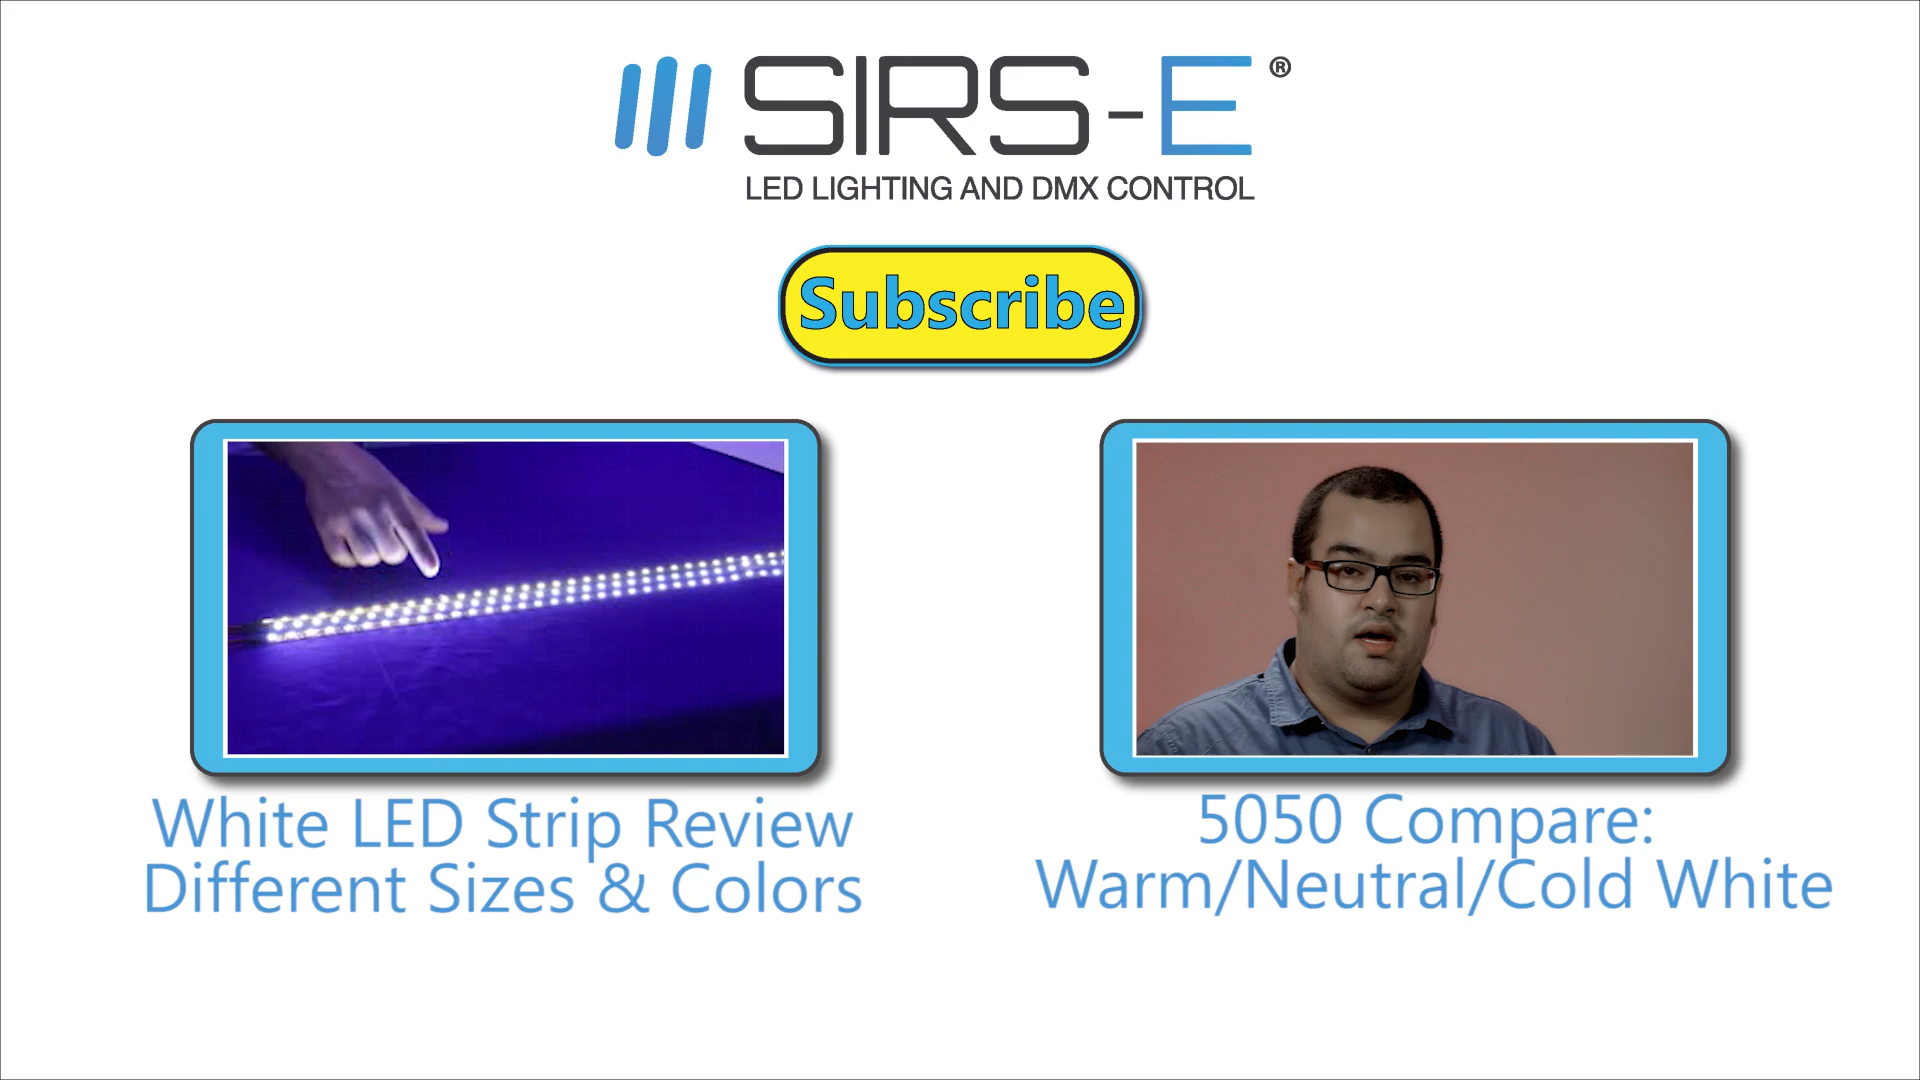 SIRS-E®
LED LIGHTING AND DMX CONTROL
Subscribe
White LED Strip Review
Different Sizes & Colors
5050 Compare:
Warm/Neutral/Cold White